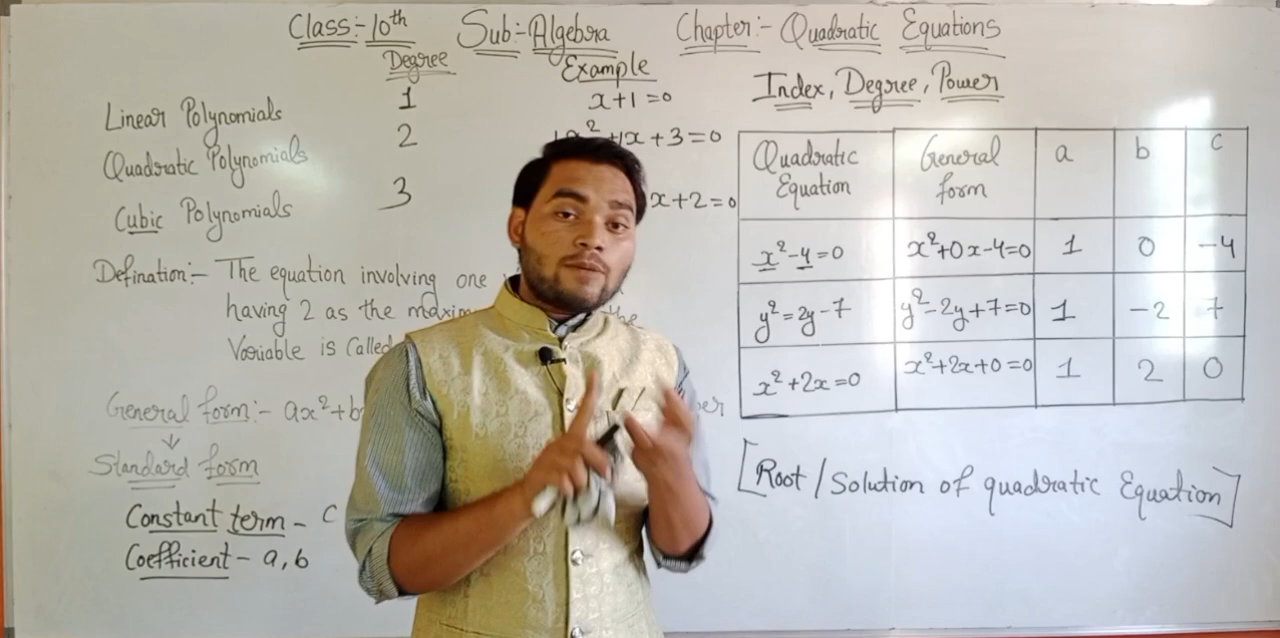 Class:- 10th Sub:- Algebra Chapter:- Quadratic Equations
Degree Example
Linear Polynomials 1 x+1=0
Quadratic Polynomials 2 x + 3 = 0
Cubic Polynomials 3 x+2=0
Defination:- The equation involving one
having 2 as the the
Variable is Called
General form:- ax²+b
↓
Standard form
Constant term - c
Coefficient - a, b
Index, Degree, Power
Quadratic Equation General form a b c
x²-4=0 x²+0x-4=0 1 0 -4
y²=2y-7 y²-2y+7=0 1 -2 7
x²+2x=0 x²+2x+0=0 1 2 0
[Root / Solution of quadratic Equation]